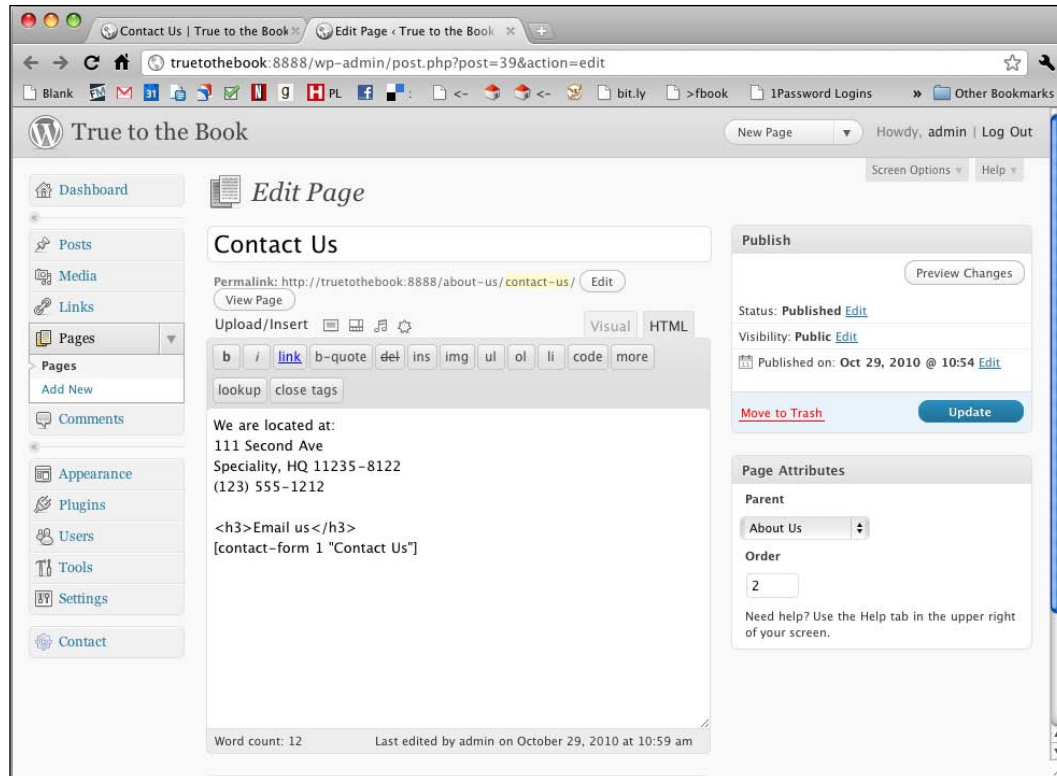 Contact Us | True to the Book
Edit Page ‹ True to the Book
truetothebook:8888/wp-admin/post.php?post=39&action=edit
Blank
31
g
PL
:
<-
<-
bit.ly
>fbook
1Password Logins
»
Other Bookmarks
True to the Book
New Page
Howdy, admin | Log Out
Screen Options
Help
Dashboard
Posts
Media
Links
Pages
Pages
Add New
Comments
Appearance
Plugins
Users
Tools
Settings
Contact
Edit Page
Contact Us
Permalink: http://truetothebook:8888/about-us/contact-us/ Edit
View Page
Upload/Insert
Visual HTML
b i link b-quote del ins img ul ol li code more
lookup close tags
We are located at:
111 Second Ave
Speciality, HQ 11235-8122
(123) 555-1212
<h3>Email us</h3>
[contact-form 1 "Contact Us"]
Word count: 12
Last edited by admin on October 29, 2010 at 10:59 am
Publish
Preview Changes
Status: Published Edit
Visibility: Public Edit
Published on: Oct 29, 2010 @ 10:54 Edit
Move to Trash
Update
Page Attributes
Parent
About Us
Order
2
Need help? Use the Help tab in the upper right
of your screen.